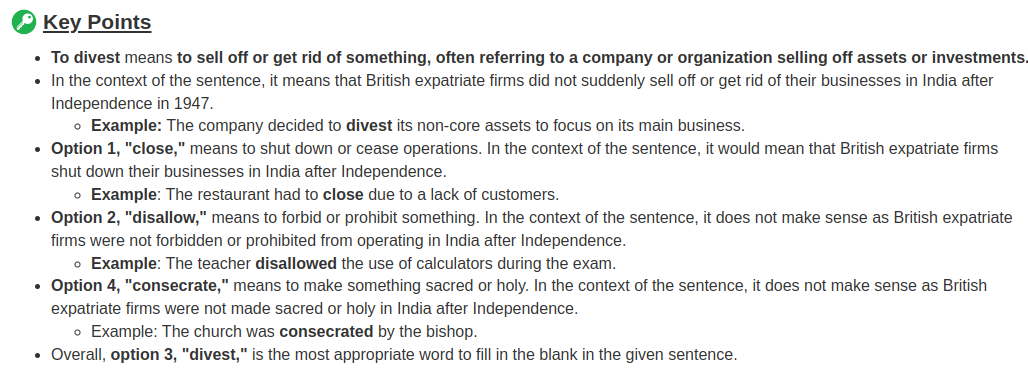 Key Points
• To divest means to sell off or get rid of something, often referring to a company or organization selling off assets or investments.
• In the context of the sentence, it means that British expatriate firms did not suddenly sell off or get rid of their businesses in India after
Independence in 1947.
◦ Example: The company decided to divest its non-core assets to focus on its main business.
• Option 1, "close," means to shut down or cease operations. In the context of the sentence, it would mean that British expatriate firms
shut down their businesses in India after Independence.
◦ Example: The restaurant had to close due to a lack of customers.
• Option 2, "disallow," means to forbid or prohibit something. In the context of the sentence, it does not make sense as British expatriate
firms were not forbidden or prohibited from operating in India after Independence.
◦ Example: The teacher disallowed the use of calculators during the exam.
• Option 4, "consecrate," means to make something sacred or holy. In the context of the sentence, it does not make sense as British
expatriate firms were not made sacred or holy in India after Independence.
◦ Example: The church was consecrated by the bishop.
• Overall, option 3, "divest," is the most appropriate word to fill in the blank in the given sentence.